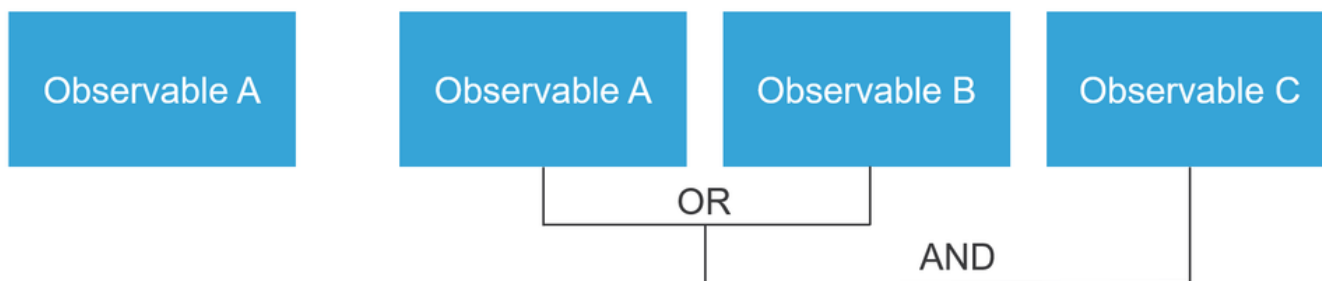 Observable A
Observable A
Observable B
Observable C
OR
AND